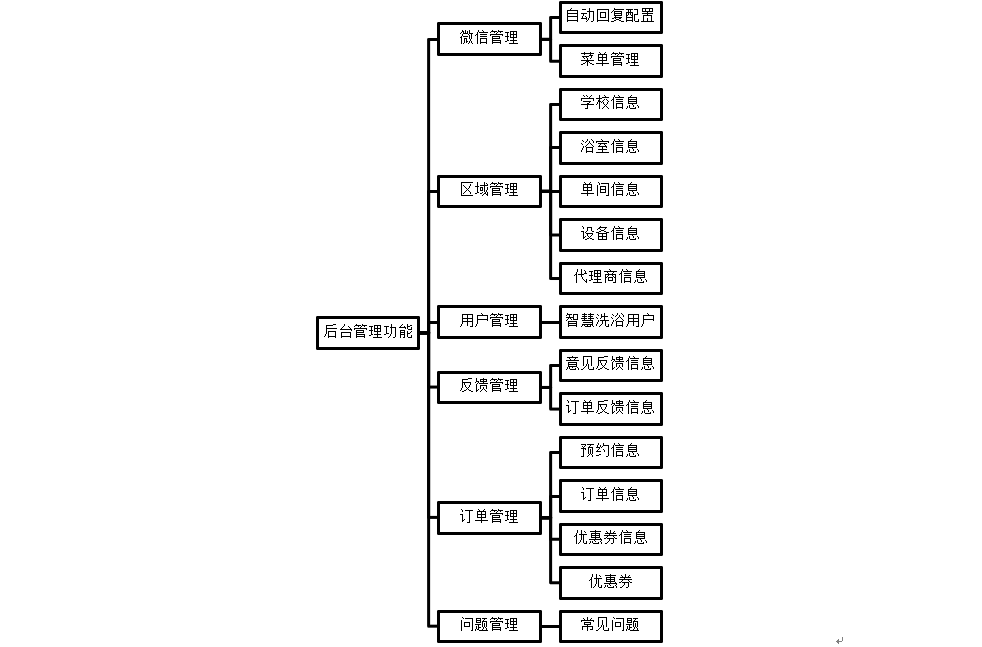 后台管理功能
微信管理
自动回复配置
菜单管理
区域管理
学校信息
浴室信息
单间信息
设备信息
代理商信息
用户管理
智慧洗浴用户
反馈管理
意见反馈信息
订单反馈信息
订单管理
预约信息
订单信息
优惠券信息
优惠券
问题管理
常见问题